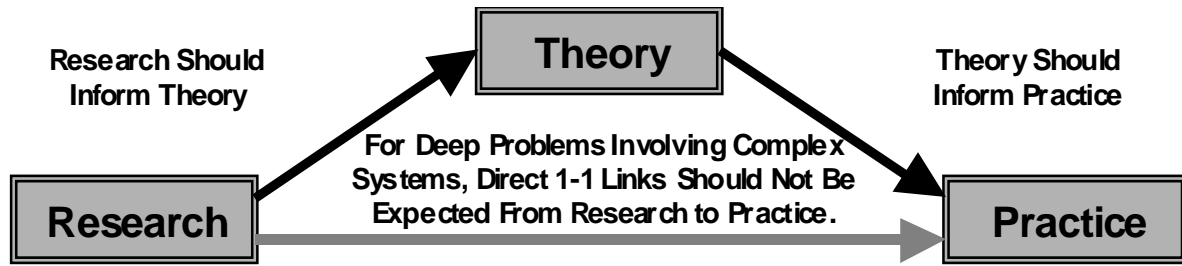 Theory
Research Should
Inform Theory
Theory Should
Inform Practice
For Deep Problems Involving Complex
Systems, Direct 1-1 Links Should Not Be
Expected From Research to Practice.
Research
Practice